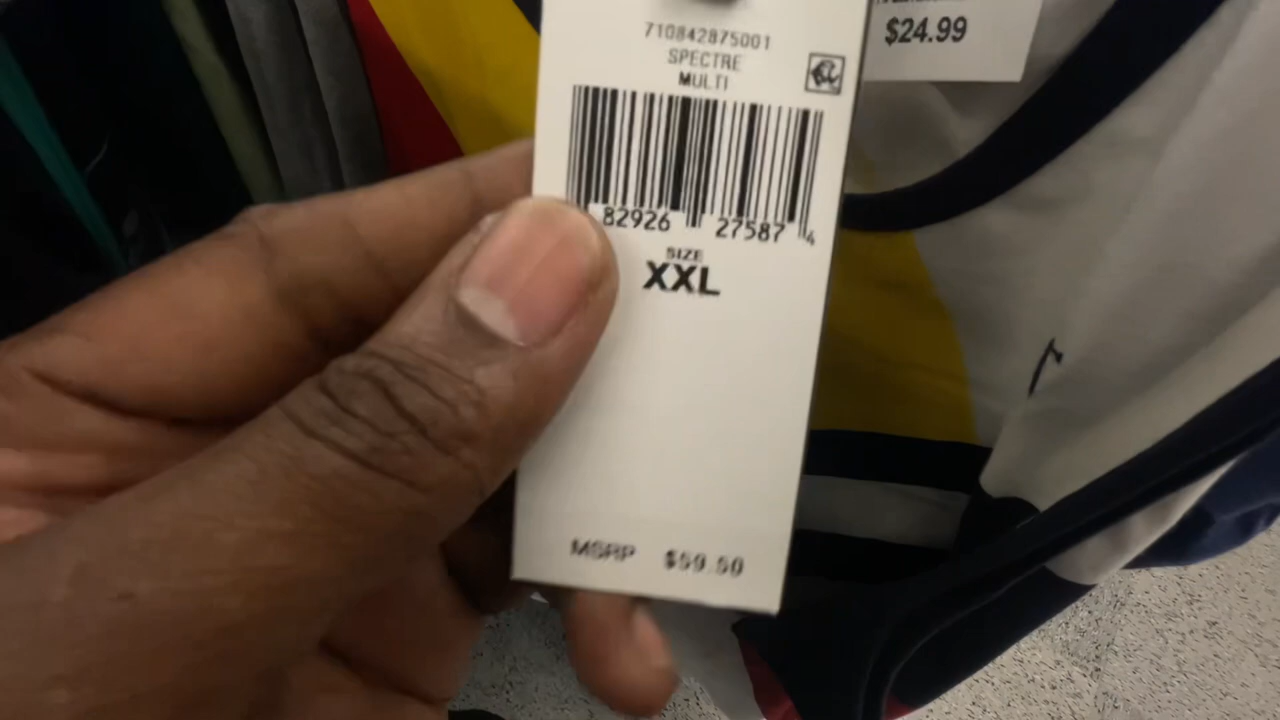 710842875001
SPECTRE
MULTI
82926 27587 4
SIZE
XXL
MSRP $59.50
$24.99